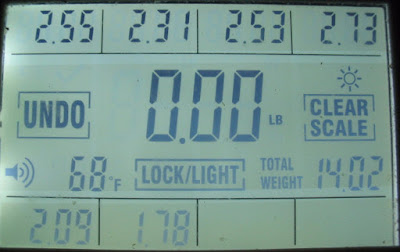 2.55 2.31 2.53 2.73
UNDO 0.00 LB CLEAR SCALE
68°F LOCK/LIGHT TOTAL WEIGHT 14.02
2.09 1.78